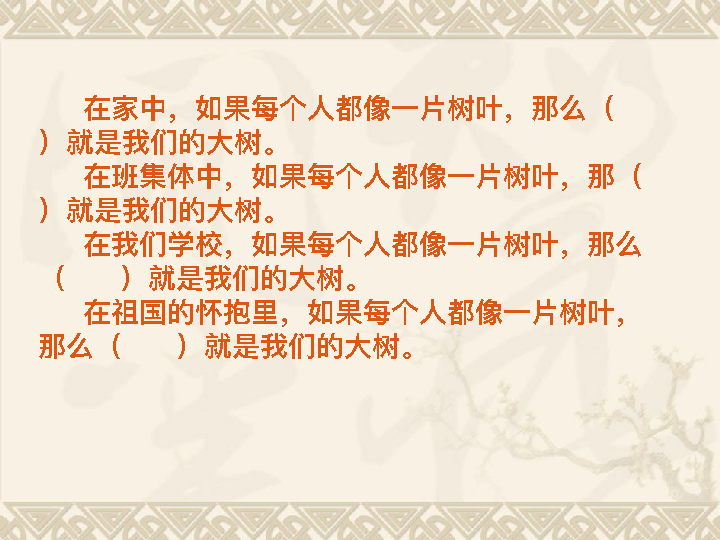 在家中，如果每个人都像一片树叶，那么（
）就是我们的大树。
在班集体中，如果每个人都像一片树叶，那（
）就是我们的大树。
在我们学校，如果每个人都像一片树叶，那么
（　　）就是我们的大树。
在祖国的怀抱里，如果每个人都像一片树叶，
那么（　　）就是我们的大树。